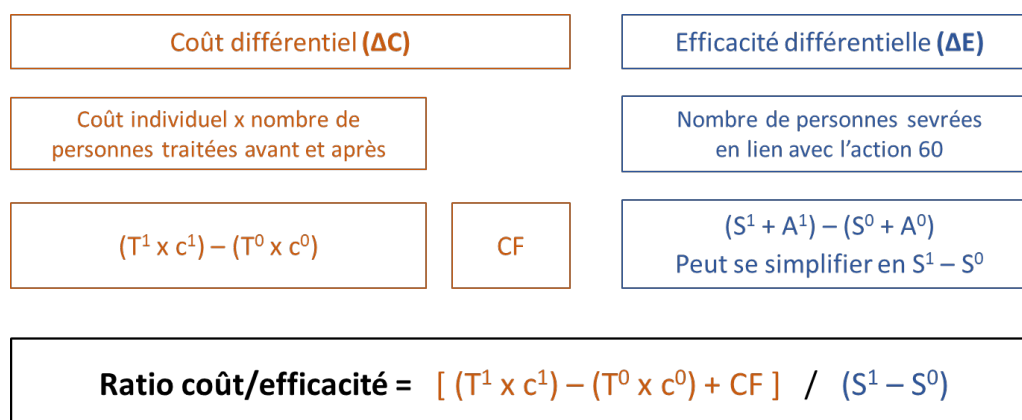 Coût différentiel (ΔC)
Efficacité différentielle (ΔE)
Coût individuel x nombre de
personnes traitées avant et après
Nombre de personnes sevrées
en lien avec l’action 60
(T¹ x c¹) – (T⁰ x c⁰)
CF
(S¹ + A¹) – (S⁰ + A⁰)
Peut se simplifier en S¹ – S⁰
Ratio coût/efficacité = [ (T¹ x c¹) – (T⁰ x c⁰) + CF ] / (S¹ – S⁰)